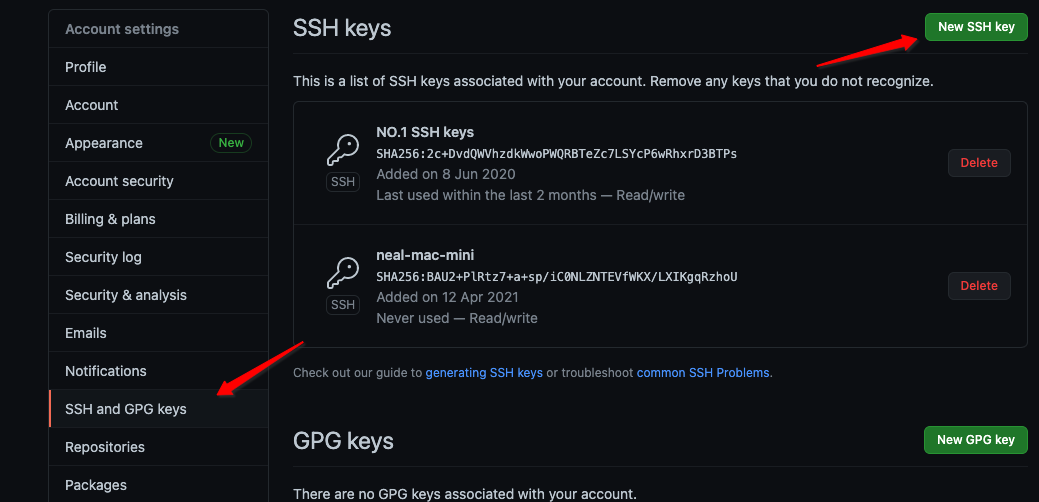 Account settings
Profile
Account
Appearance New
Account security
Billing & plans
Security log
Security & analysis
Emails
Notifications
SSH and GPG keys
Repositories
Packages
SSH keys
New SSH key
This is a list of SSH keys associated with your account. Remove any keys that you do not recognize.
NO.1 SSH keys
SHA256:2c+DvdQWVhzdkWwoPWQRBTeZc7LSYcP6wRhxrD3BTPs
Added on 8 Jun 2020
Last used within the last 2 months — Read/write
SSH
Delete
neal-mac-mini
SHA256:BAU2+PlRtz7+a+sp/iC0NLZNTEVfWKX/LXIKgqRzhoU
Added on 12 Apr 2021
Never used — Read/write
SSH
Delete
Check out our guide to generating SSH keys or troubleshoot common SSH Problems.
GPG keys
New GPG key
There are no GPG keys associated with your account.